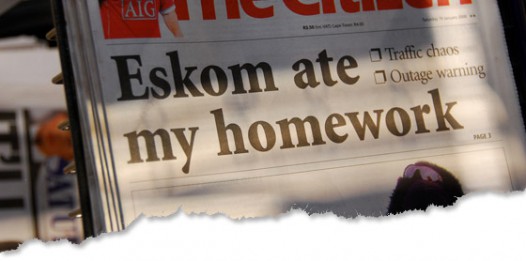 AIG
The Citizen
Eskom ate
Traffic chaos
Outage warning
my homework
PAGE 3